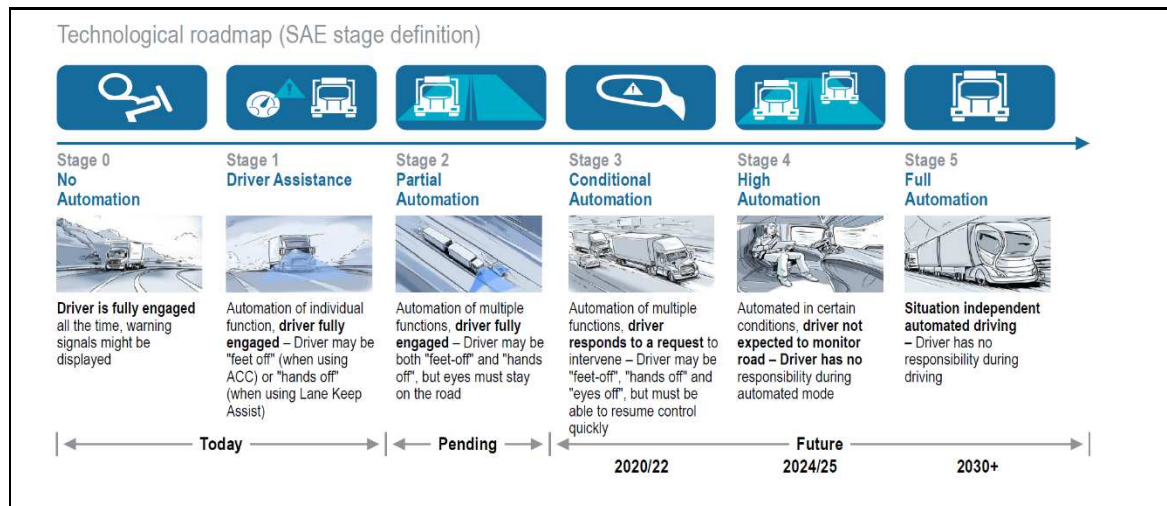 Technological roadmap (SAE stage definition)
Stage 0
No
Automation
Driver is fully engaged
all the time, warning
signals might be
displayed
Stage 1
Driver Assistance
Automation of individual
function, driver fully
engaged – Driver may be
"feet off" (when using
ACC) or "hands off"
(when using Lane Keep
Assist)
Stage 2
Partial
Automation
Automation of multiple
functions, driver fully
engaged – Driver may be
both "feet-off" and "hands
off", but eyes must stay
on the road
Stage 3
Conditional
Automation
Automation of multiple
functions, driver
responds to a request to
intervene – Driver may be
"feet-off", "hands off" and
"eyes off", but must be
able to resume control
quickly
Stage 4
High
Automation
Automated in certain
conditions, driver not
expected to monitor
road – Driver has no
responsibility during
automated mode
Stage 5
Full
Automation
Situation independent
automated driving
– Driver has no
responsibility during
driving
Today
Pending
Future
2020/22
2024/25
2030+